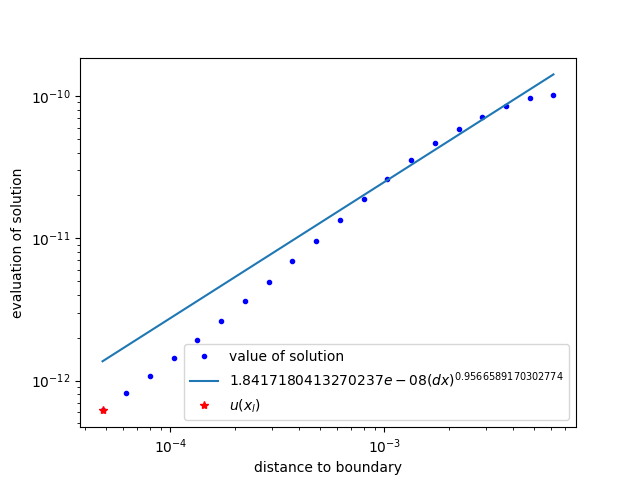 10⁻¹⁰
10⁻¹¹
10⁻¹²
evaluation of solution
value of solution
1.8417180413270237e − 08(dx)^0.9566589170302774
u(x_l)
10⁻⁴ 10⁻³
distance to boundary